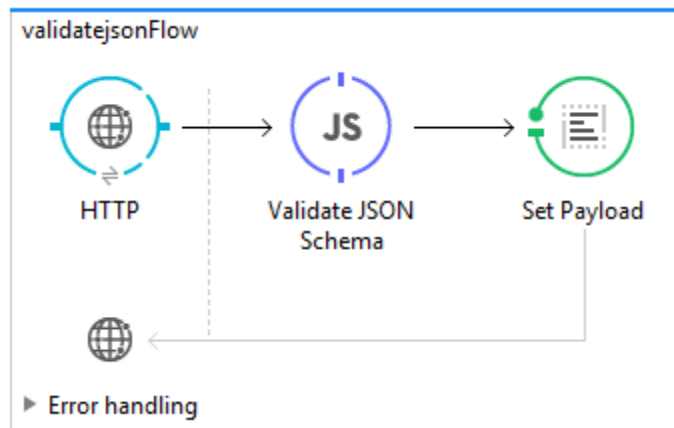 validatejsonFlow
JS
HTTP
Validate JSON
Schema
Set Payload
Error handling